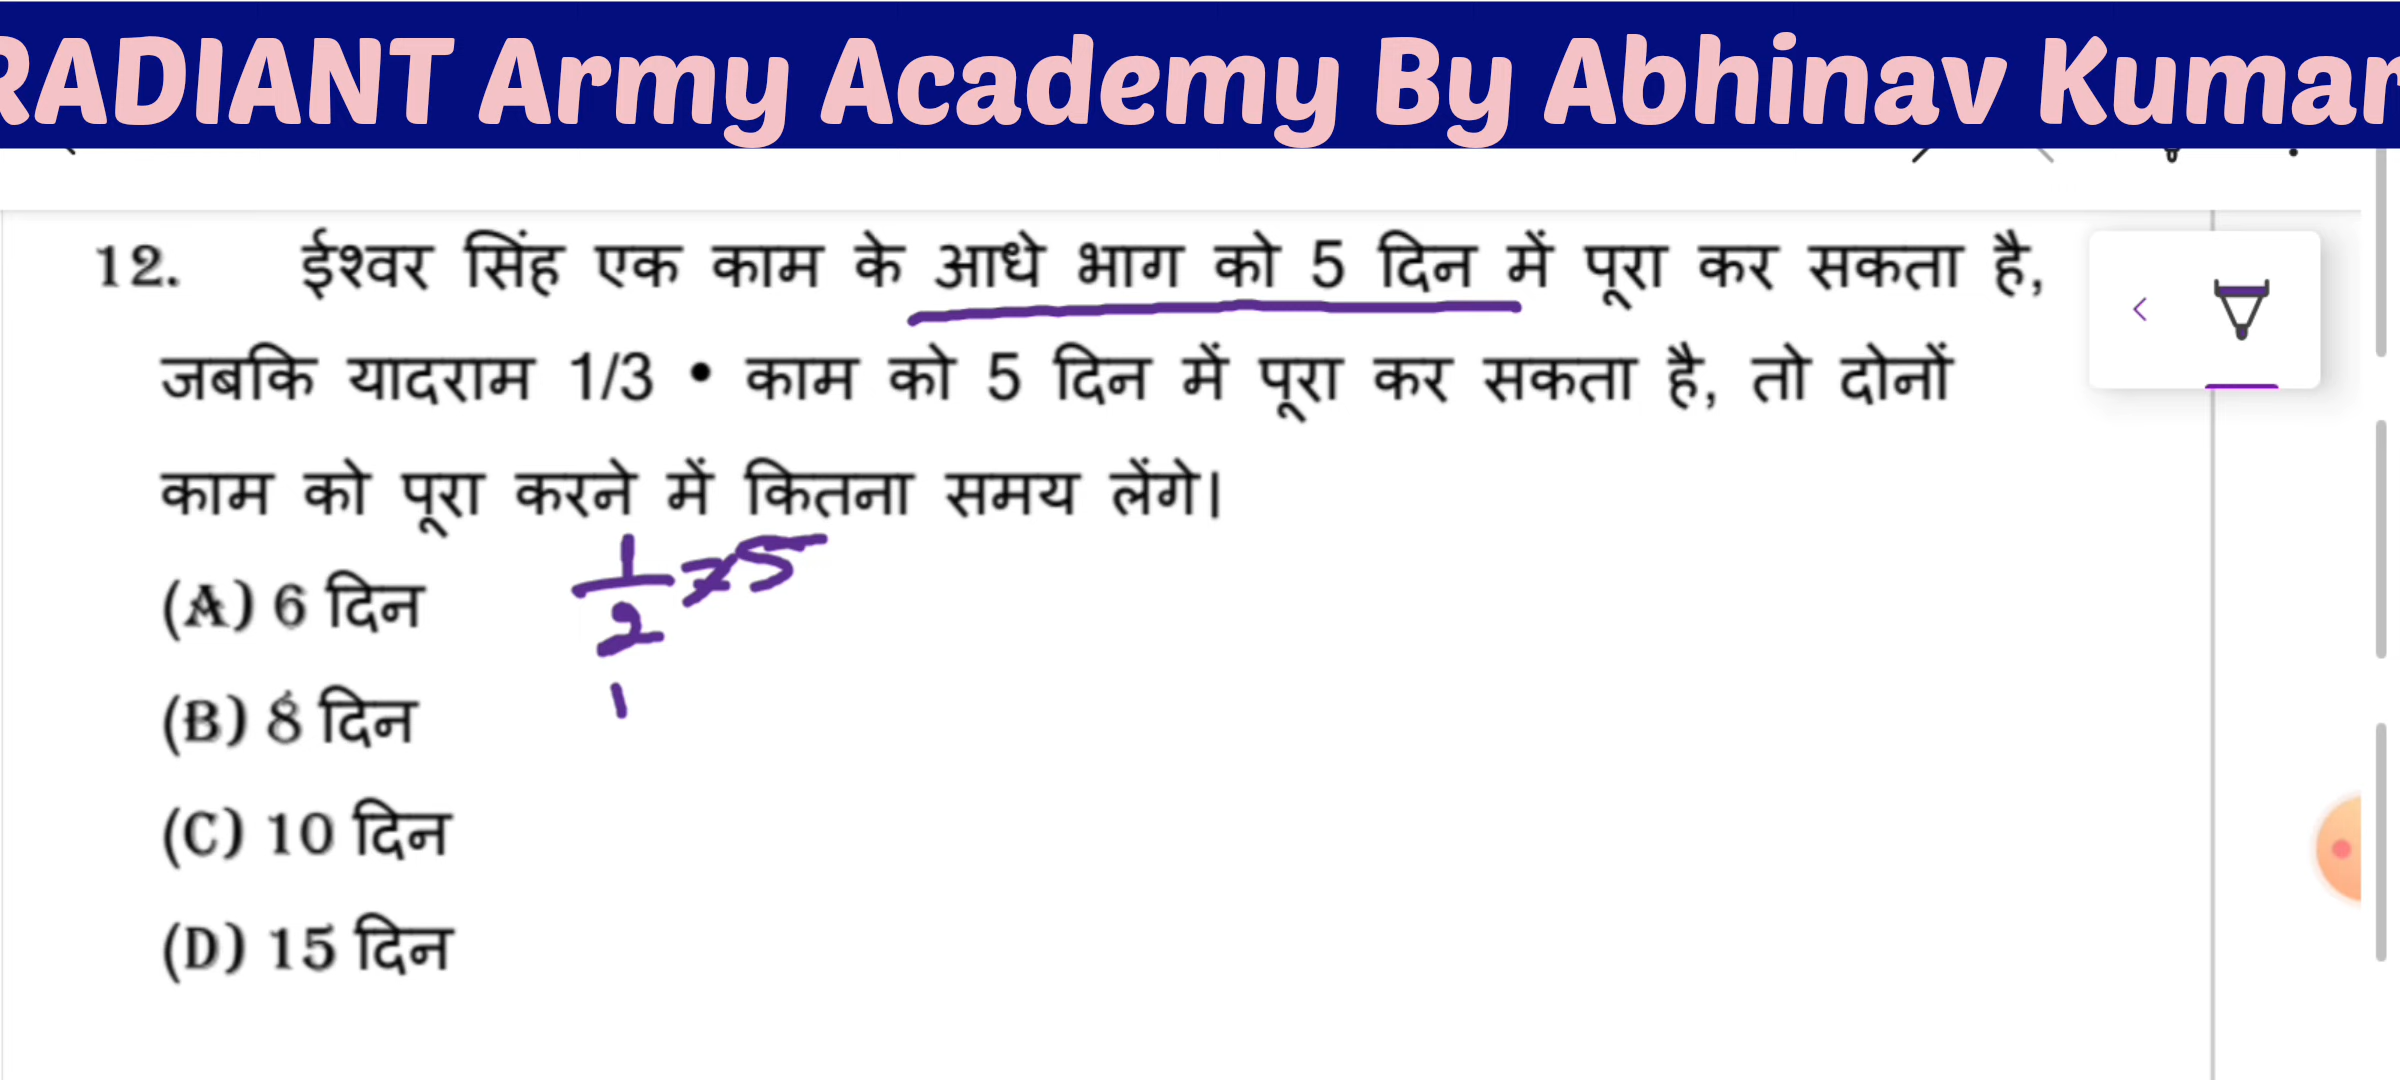 RADIANT Army Academy By Abhinav Kumar
12. ईश्वर सिंह एक काम के आधे भाग को 5 दिन में पूरा कर सकता है,
जबकि यादराम 1/3 • काम को 5 दिन में पूरा कर सकता है, तो दोनों
काम को पूरा करने में कितना समय लेंगे।
1/2 = 5
(A) 6 दिन
1
(B) 8 दिन
(C) 10 दिन
(D) 15 दिन